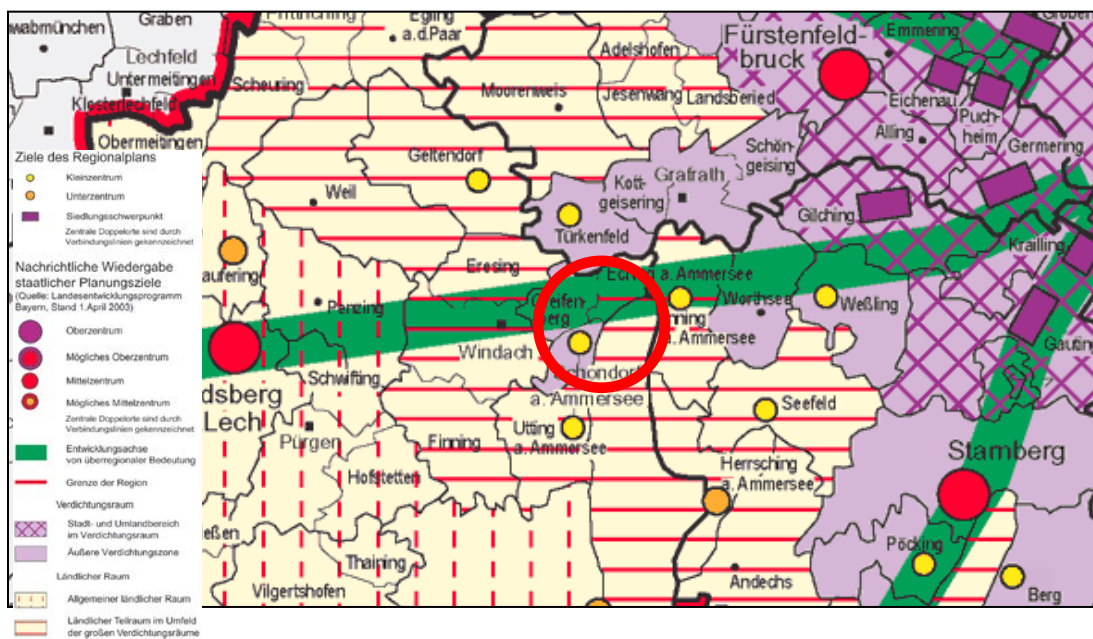 wabmünchen
Graben
Lechfeld
Untermeitingen
Klosterlechfeld
Obermeitingen
Scheuring
Egling
a.d.Paar
Moorenweis
Adelshofen
Jesenwang
Landsberied
Fürstenfeld-
bruck
Emmering
Eichenau
Puch-
heim
Alling
Germering
Schön-
geising
Geltendorf
Grafrath
Kott-
geisering
Weil
Türkenfeld
Gilching
Krailling
aufering
Eresing
Penzing
a. Ammersee
Worthsee
Weßling
Gauting
Windach
Schwifting
dsberg
Lech
Pürgen
Schondorf
a. Ammersee
a. Ammersee
Seefeld
Finning
Utting
a. Ammersee
Hofstetten
Herrsching
a. Ammersee
Starnberg
Thaining
Vilgertshofen
Andechs
Pöcking
Berg
Ziele des Regionalplans
Kleinzentrum
Unterzentrum
Siedlungsschwerpunkt
Zentrale Doppelorte sind durch
Verbindungslinien gekennzeichnet
Nachrichtliche Wiedergabe
staatlicher Planungsziele
(Quelle: Landesentwicklungsprogramm
Bayern, Stand 1.April 2003)
Oberzentrum
Mögliches Oberzentrum
Mittelzentrum
Mögliches Mittelzentrum
Zentrale Doppelorte sind durch
Verbindungslinien gekennzeichnet
Entwicklungsachse
von überregionaler Bedeutung
Grenze der Region
Verdichtungsraum
Stadt- und Umlandbereich
im Verdichtungsraum
Äußere Verdichtungszone
Ländlicher Raum
Allgemeiner ländlicher Raum
Ländlicher Teilraum im Umfeld
der großen Verdichtungsräume